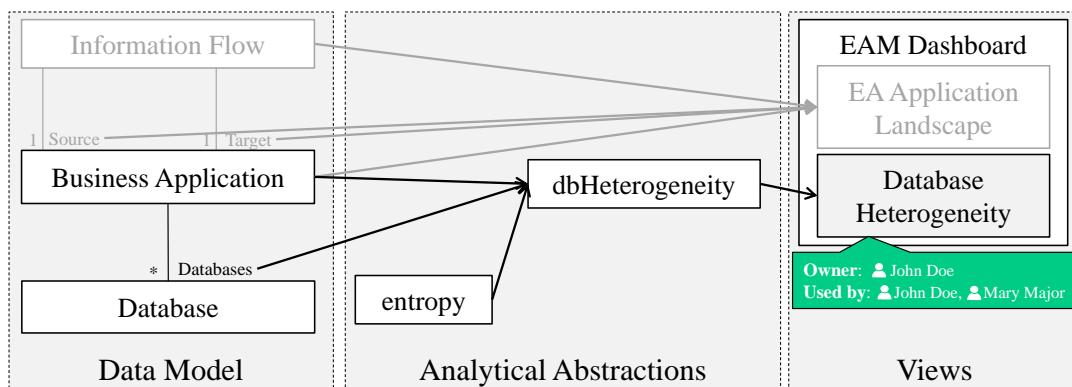 Information Flow
1 Source
1 Target
Business Application
* Databases
Database
Data Model
dbHeterogeneity
entropy
Analytical Abstractions
EAM Dashboard
EA Application
Landscape
Database
Heterogeneity
Owner: John Doe
Used by: John Doe, Mary Major
Views